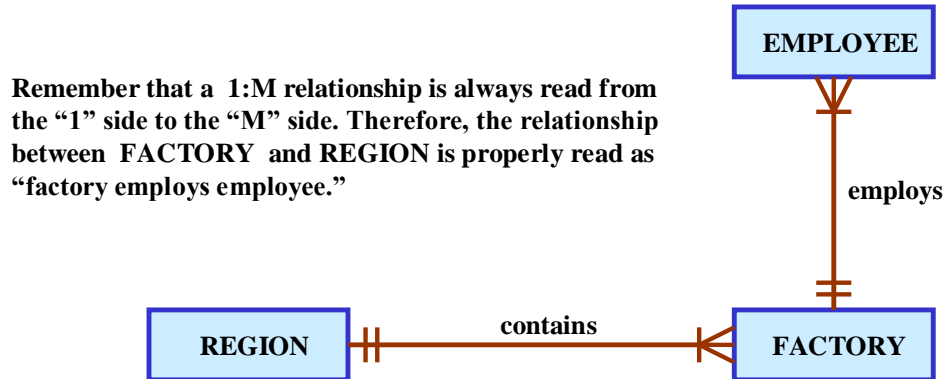 EMPLOYEE
Remember that a 1:M relationship is always read from
the “1” side to the “M” side. Therefore, the relationship
between FACTORY and REGION is properly read as
“factory employs employee.”
employs
contains
REGION
FACTORY